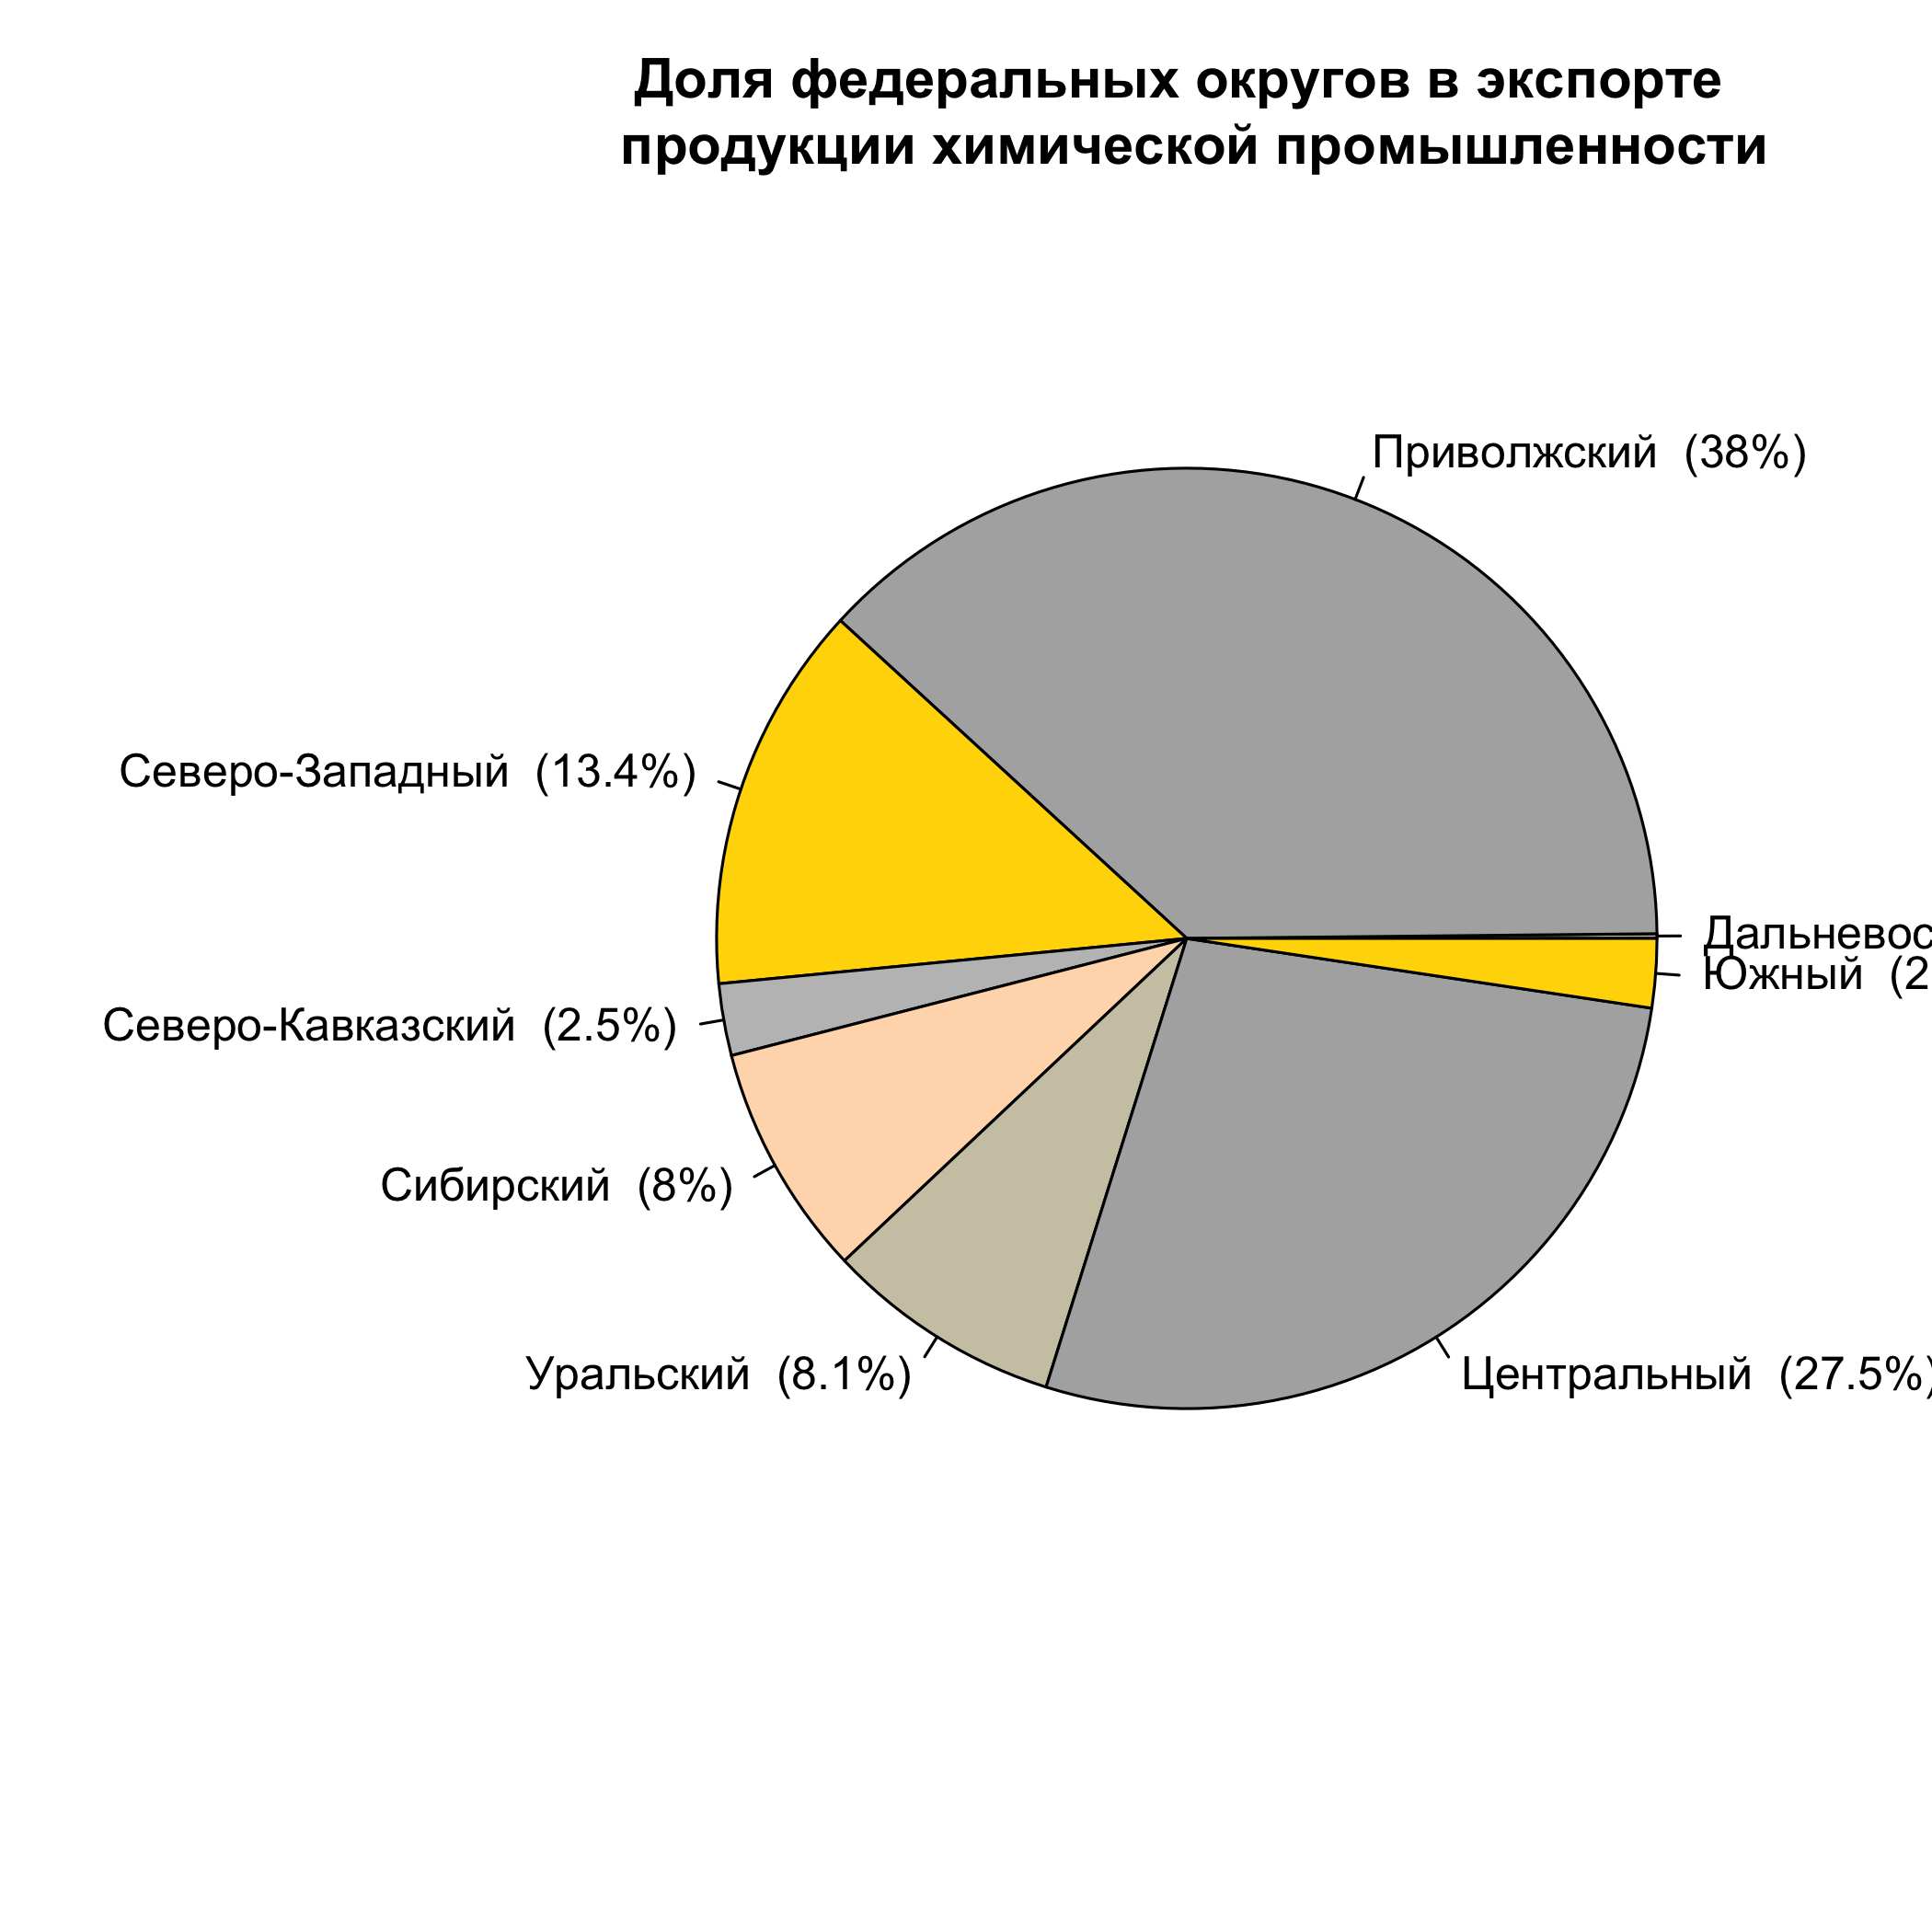 Доля федеральных округов в экспорте
продукции химической промышленности
Приволжский (38%)
Северо-Западный (13.4%)
Южный (2
Северо-Кавказский (2.5%)
Сибирский (8%)
Уральский (8.1%)
Центральный (27.5%)